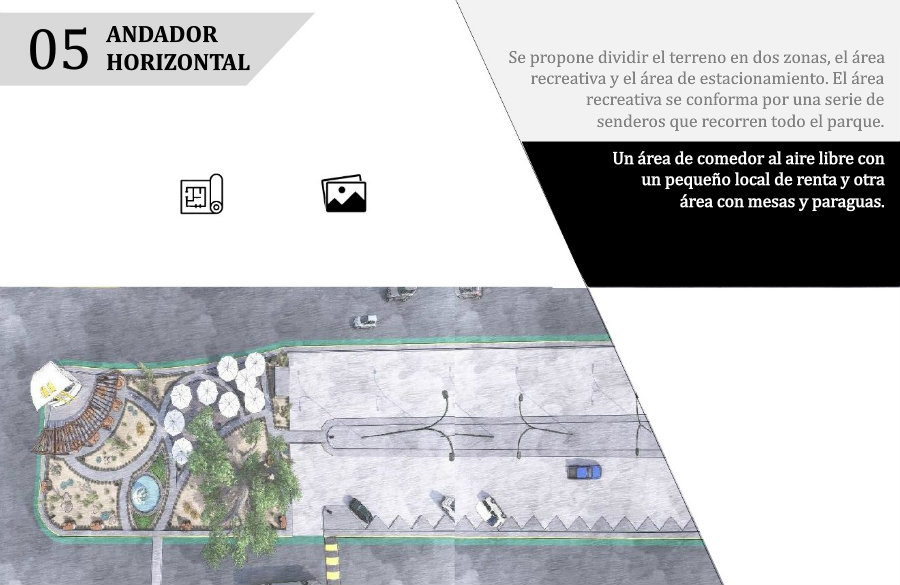 05
ANDADOR
HORIZONTAL
Se propone dividir el terreno en dos zonas, el área
recreativa y el área de estacionamiento. El área
recreativa se conforma por una serie de
senderos que recorren todo el parque.
Un área de comedor al aire libre con
un pequeño local de renta y otra
área con mesas y paraguas.